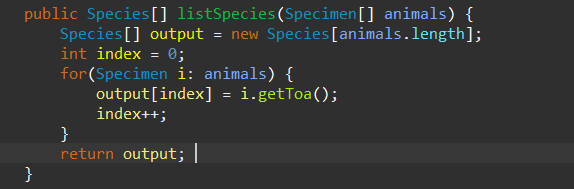 public Species[] listSpecies(Specimen[] animals) {
Species[] output = new Species[animals.length];
int index = 0;
for(Specimen i: animals) {
output[index] = i.getToa();
index++;
}
return output;
}